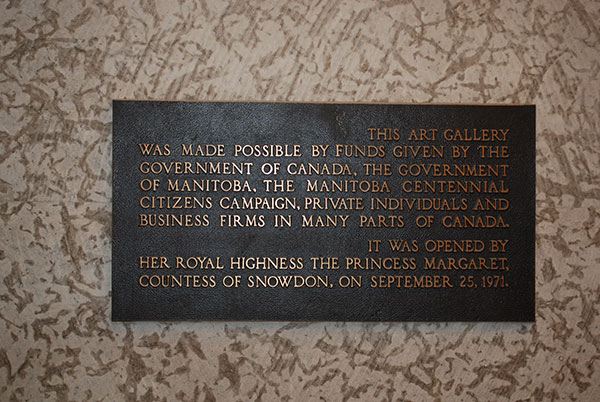 THIS ART GALLERY
WAS MADE POSSIBLE BY FUNDS GIVEN BY THE
GOVERNMENT OF CANADA, THE GOVERNMENT
OF MANITOBA, THE MANITOBA CENTENNIAL
CITIZENS CAMPAIGN, PRIVATE INDIVIDUALS AND
BUSINESS FIRMS IN MANY PARTS OF CANADA.
IT WAS OPENED BY
HER ROYAL HIGHNESS THE PRINCESS MARGARET,
COUNTESS OF SNOWDON, ON SEPTEMBER 25, 1971.